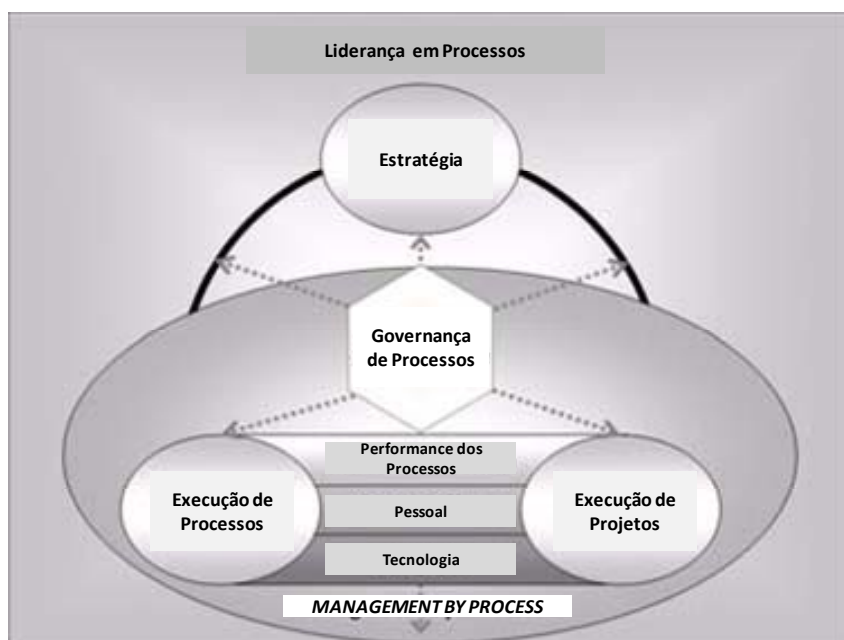 Liderança em Processos
Estratégia
Governança
de Processos
Performance dos
Processos
Execução de
Processos
Pessoal
Execução de
Projetos
Tecnologia
MANAGEMENT BY PROCESS